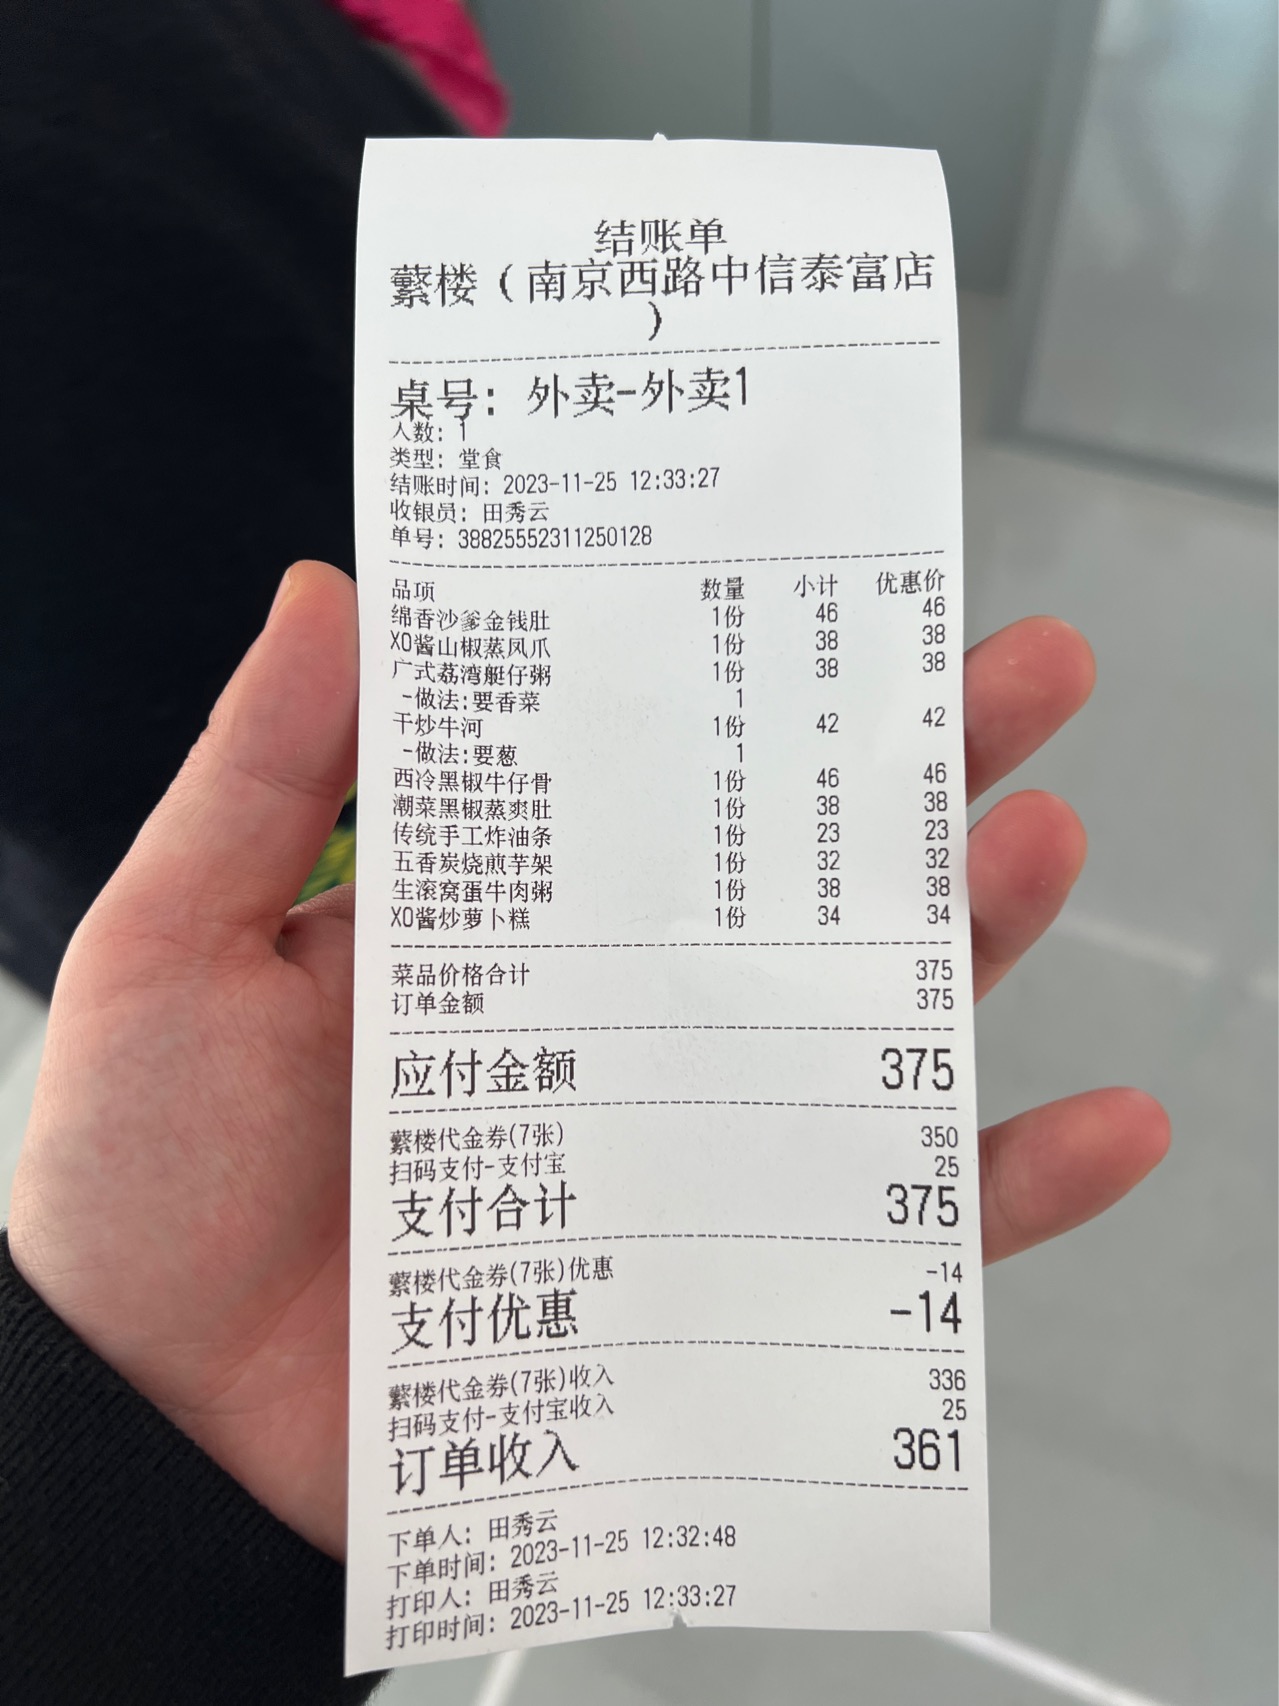 结账单
蘩楼（南京西路中信泰富店
）
桌号：外卖-外卖1
人数：1
类型：堂食
结账时间：2023-11-25 12:33:27
收银员：田秀云
单号：38825552311250128
品项 数量 小计 优惠价
绵香沙爹金钱肚 1份 46 46
XO酱山椒蒸凤爪 1份 38 38
广式荔湾艇仔粥 1份 38 38
-做法:要香菜 1
干炒牛河 1份 42 42
-做法:要葱 1
西冷黑椒牛仔骨 1份 46 46
潮菜黑椒蒸爽肚 1份 38 38
传统手工炸油条 1份 23 23
五香炭烧煎芋架 1份 32 32
生滚窝蛋牛肉粥 1份 38 38
XO酱炒萝卜糕 1份 34 34
菜品价格合计 375
订单金额 375
应付金额 375
蘩楼代金券(7张) 350
扫码支付-支付宝 25
支付合计 375
蘩楼代金券(7张)优惠 -14
支付优惠 -14
蘩楼代金券(7张)收入 336
扫码支付-支付宝收入 25
订单收入 361
下单人：田秀云
下单时间：2023-11-25 12:32:48
打印人：田秀云
打印时间：2023-11-25 12:33:27